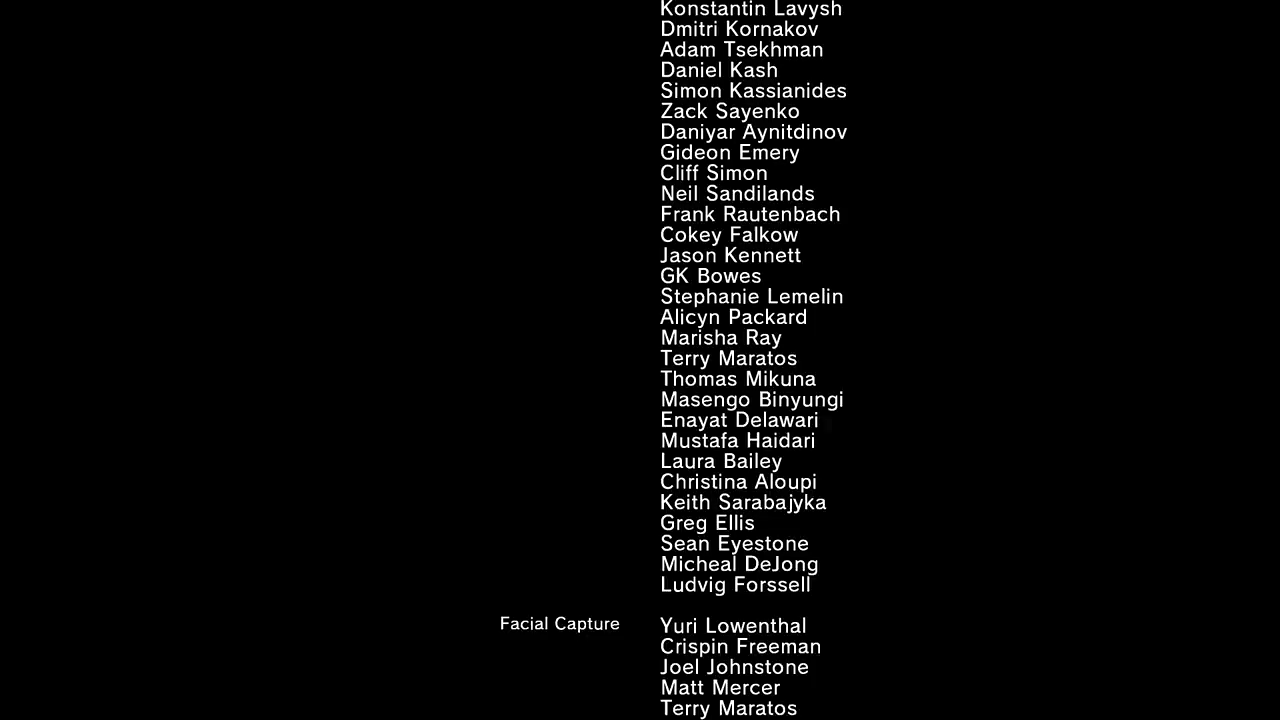 Konstantin Lavysh
Dmitri Kornakov
Adam Tsekhman
Daniel Kash
Simon Kassianides
Zack Sayenko
Daniyar Aynitdinov
Gideon Emery
Cliff Simon
Neil Sandilands
Frank Rautenbach
Cokey Falkow
Jason Kennett
GK Bowes
Stephanie Lemelin
Alicyn Packard
Marisha Ray
Terry Maratos
Thomas Mikuna
Masengo Binyungi
Enayat Delawari
Mustafa Haidari
Laura Bailey
Christina Aloupi
Keith Sarabajyka
Greg Ellis
Sean Eyestone
Micheal DeJong
Ludvig Forssell
Facial Capture Yuri Lowenthal
Crispin Freeman
Joel Johnstone
Matt Mercer
Terry Maratos